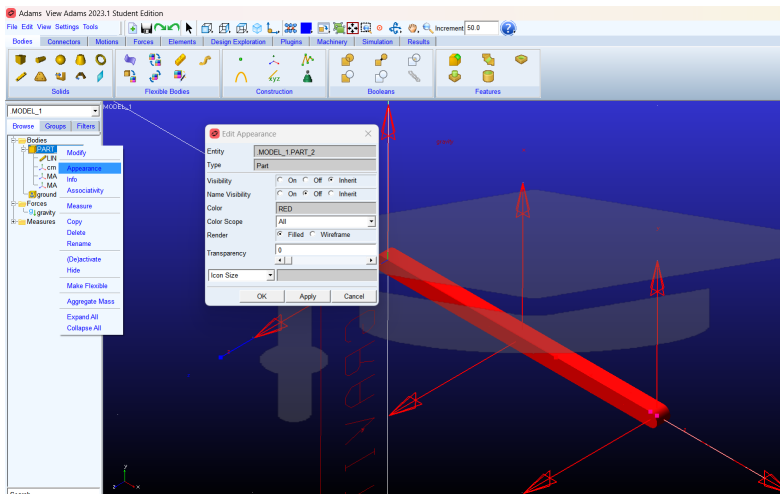 Adams View Adams 2023.1 Student Edition
File Edit View Settings Tools
Increment 50.0
Bodies Connectors Motions Forces Elements Design Exploration Plugins Machinery Simulation Results
xyz
Solids Flexible Bodies Construction Booleans Features
.MODEL_1
MODEL_1
Browse Groups Filters
Bodies
PART
LIN
cm
MA
MA
ground
Forces
gravity
Measures
Modify
Appearance
Info
Associativity
Measure
Copy
Delete
Rename
(De)activate
Hide
Make Flexible
Aggregate Mass
Expand All
Collapse All
Edit Appearance
Entity .MODEL_1.PART_2
Type Part
Visibility On Off Inherit
Name Visibility On Off Inherit
Color RED
Color Scope All
Render Filled Wireframe
Transparency 0
Icon Size
OK Apply Cancel
y
z x
Search